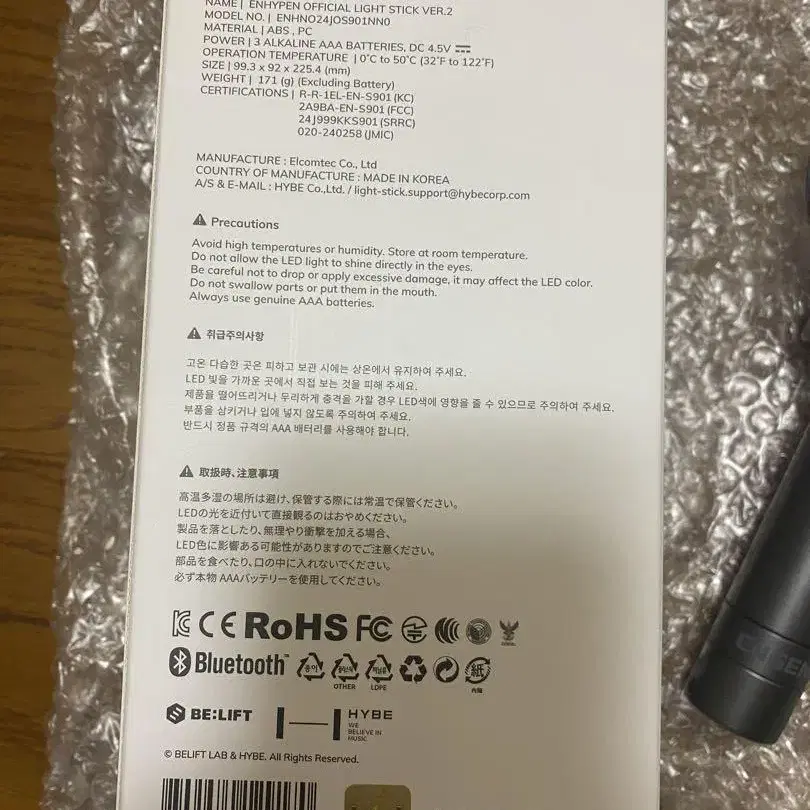 NAME | ENHYPEN OFFICIAL LIGHT STICK VER.2
MODEL NO. | ENHNO24JOS901NN0
MATERIAL | ABS , PC
POWER | 3 ALKALINE AAA BATTERIES, DC 4.5V
OPERATION TEMPERATURE | 0˚C to 50˚C (32˚F to 122˚F)
SIZE | 99.3 x 92 x 225.4 (mm)
WEIGHT | 171 (g) (Excluding Battery)
CERTIFICATIONS | R-R-1EL-EN-S901 (KC)
2A9BA-EN-S901 (FCC)
24J999KKS901 (SRRC)
020-240258 (JMIC)
MANUFACTURE : Elcomtec Co., Ltd
COUNTRY OF MANUFACTURE : MADE IN KOREA
A/S & E-MAIL : HYBE Co.,Ltd. / light-stick.support@hybecorp.com
Precautions
Avoid high temperatures or humidity. Store at room temperature.
Do not allow the LED light to shine directly in the eyes.
Be careful not to drop or apply excessive damage, it may affect the LED color.
Do not swallow parts or put them in the mouth.
Always use genuine AAA batteries.
취급주의사항
고온 다습한 곳은 피하고 보관 시에는 상온에서 유지하여 주세요.
LED 빛을 가까운 곳에서 직접 보는 것을 피해 주세요.
제품을 떨어뜨리거나 무리하게 충격을 가할 경우 LED색에 영향을 줄 수 있으므로 주의하여 주세요.
부품을 삼키거나 입에 넣지 않도록 주의하여 주세요.
반드시 정품 규격의 AAA 배터리를 사용해야 합니다.
取扱時、注意事項
高温多湿の場所は避け、保管する際には常温で保管ください。
LEDの光を近付いて直接観るのはおやめください。
製品を落としたり、無理やり衝撃を加える場合、
LED色に影響ある可能性がありますのでご注意ください。
部品を食べたり、口の中に入れないでください。
必ず本物 AAAバッテリーを使用してください。
CE RoHS FC
Bluetooth™ 종이 紙
OTHER LDPE
BE:LIFT HYBE
WE
BELIEVE IN
MUSIC
© BELIFT LAB & HYBE. All Rights Reserved.